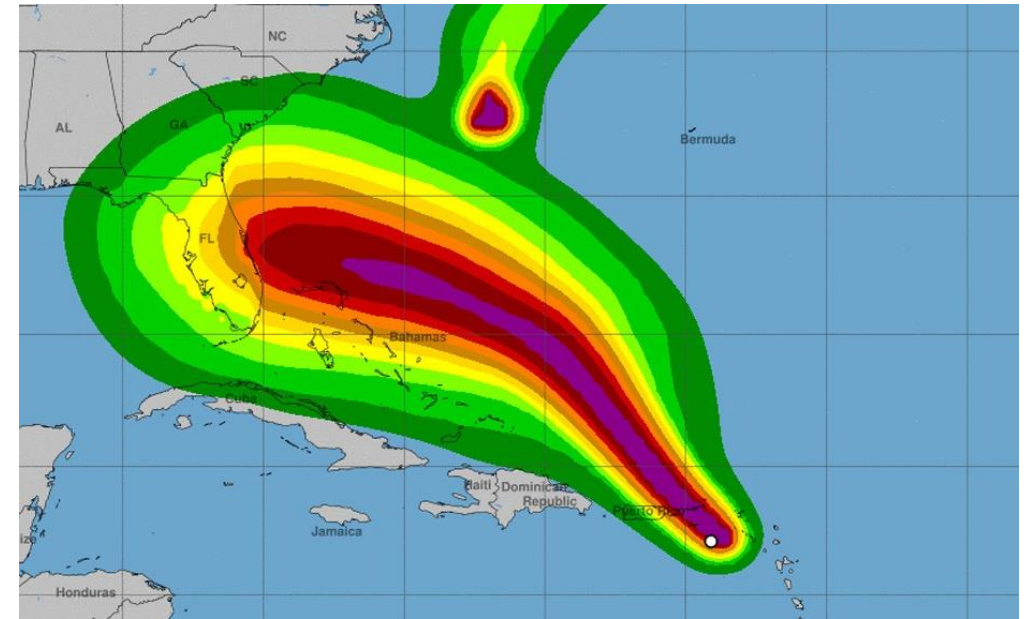 NC
SC
AL
GA
Bermuda
FL
Bahamas
Cuba
Haiti
Dominican
Republic
Puerto Rico
Jamaica
Honduras